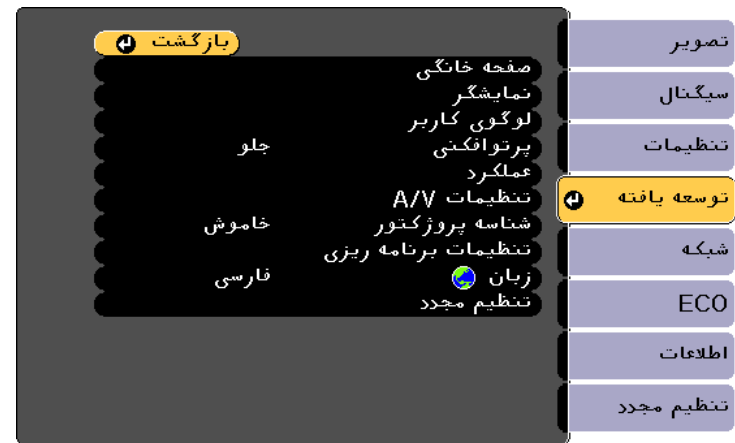 تصویر
سیگنال
تنظیمات
توسعه یافته
شبکه
ECO
اطلاعات
تنظیم مجدد
بازگشت
صفحه خانگی
نمایشگر
لوگوی کاربر
پرتوافکنی جلو
عملکرد
تنظیمات A/V
شناسه پروژکتور خاموش
تنظیمات برنامه ریزی
زبان فارسی
تنظیم مجدد